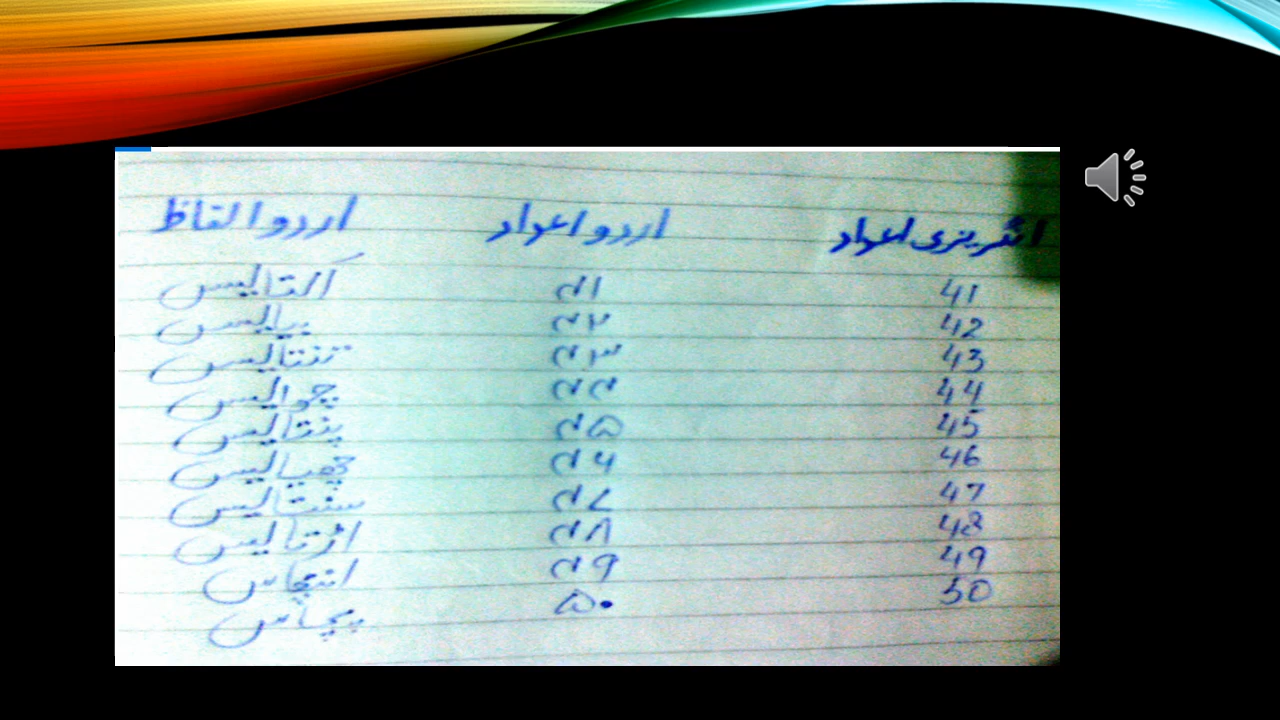 انگریزی اعداد اردو اعداد اردو الفاظ
41 ۴۱ اکتالیس
42 ۴۲ بیالیس
43 ۴۳ تنتالیس
44 ۴۴ چوالیس
45 ۴۵ پنتالیس
46 ۴۶ چھیالیس
47 ۴۷ سنتالیس
48 ۴۸ اڑتالیس
49 ۴۹ انچاس
50 ۵۰ پچاس